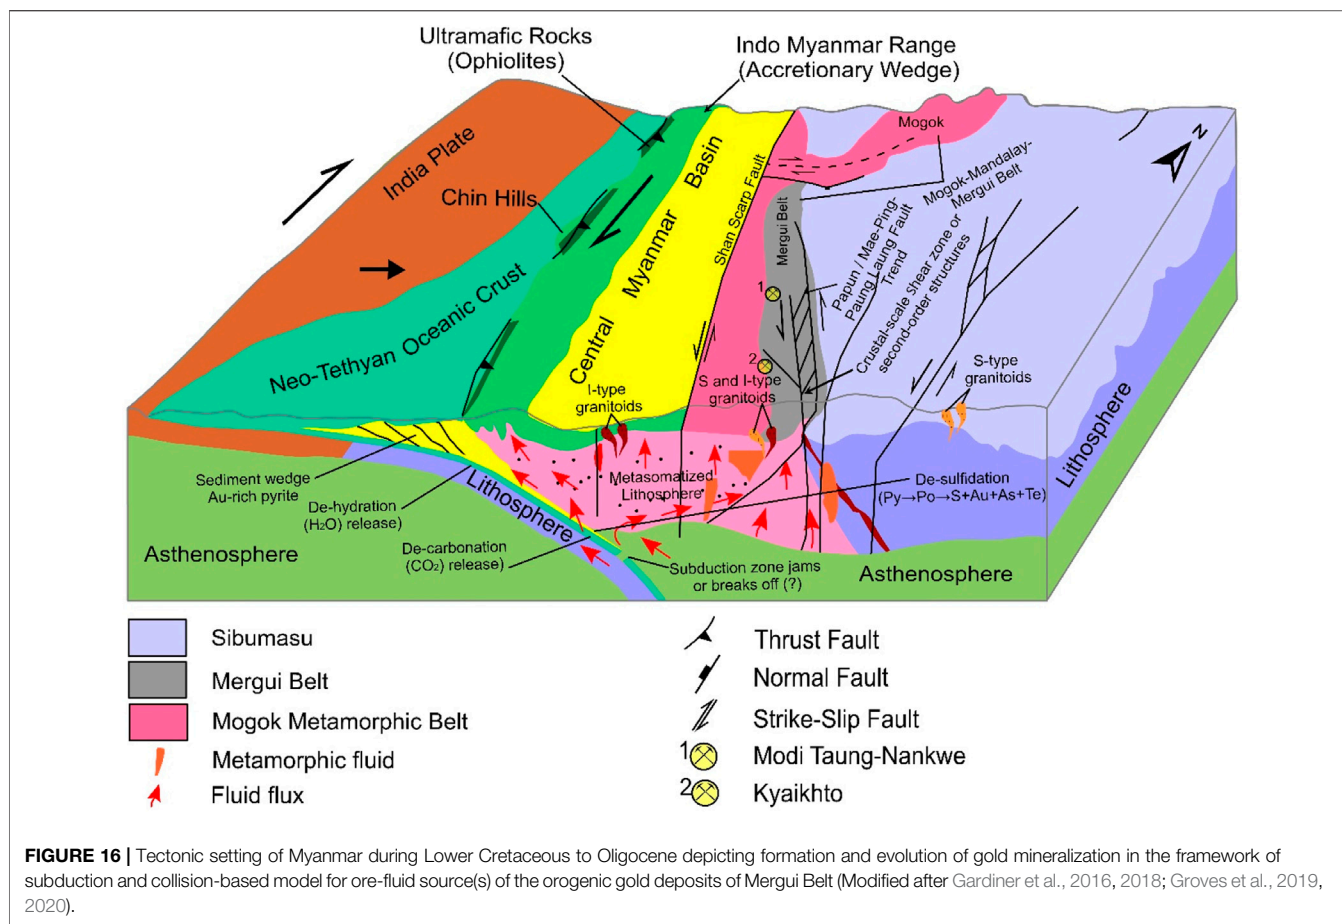 Ultramafic Rocks
(Ophiolites)
Indo Myanmar Range
(Accretionary Wedge)
India Plate
Chin Hills
Neo-Tethyan Oceanic Crust
Central Myanmar Basin
Shan Scarp Fault
Mogok
N
Mogok-Mandalay-
Mergui Belt
Mergui Belt
Papun / Mae-Ping-
Paung Laung Fault
Trend
Crustal-scale shear zone or
second-order structures
1
2
I-type
granitoids
S and I-type
granitoids
S-type
granitoids
Sediment wedge
Au-rich pyrite
De-hydration
(H2O) release)
Lithosphere
De-carbonation
(CO2) release)
Metasomatized
Lithosphere
De-sulfidation
(Py→Po→S+Au+As+Te)
Lithosphere
Asthenosphere
Subduction zone jams
or breaks off (?)
Asthenosphere
Sibumasu
Mergui Belt
Mogok Metamorphic Belt
Metamorphic fluid
Fluid flux
Thrust Fault
Normal Fault
Strike-Slip Fault
1 Modi Taung-Nankwe
2 Kyaikhto
FIGURE 16 | Tectonic setting of Myanmar during Lower Cretaceous to Oligocene depicting formation and evolution of gold mineralization in the framework of
subduction and collision-based model for ore-fluid source(s) of the orogenic gold deposits of Mergui Belt (Modified after Gardiner et al., 2016, 2018; Groves et al., 2019,
2020).